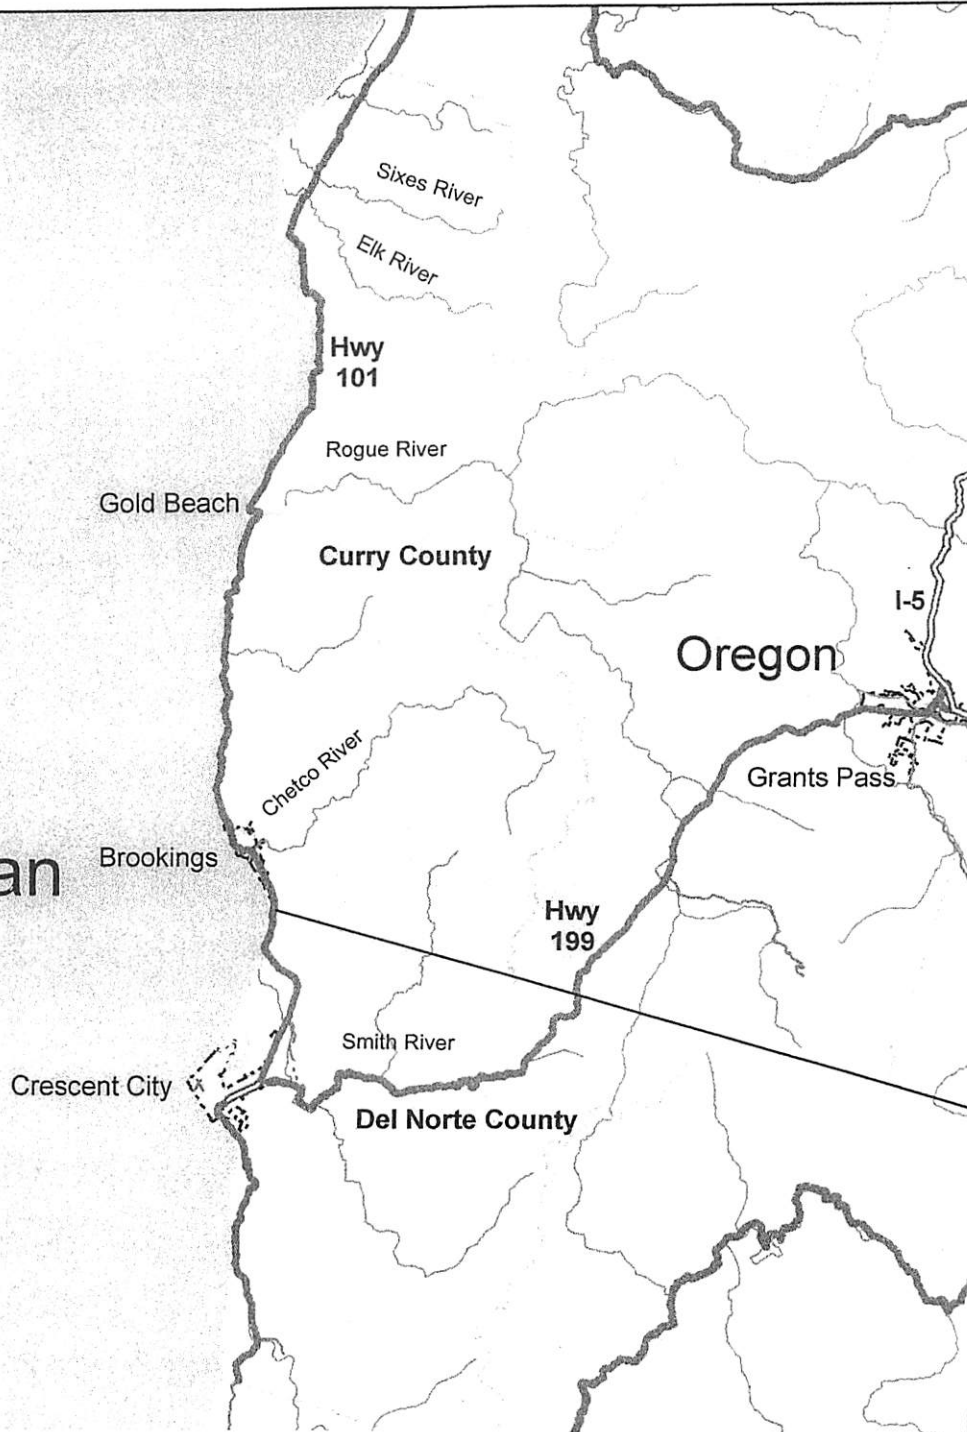 Sixes River
Elk River
Hwy
101
Rogue River
Gold Beach
Curry County
I-5
Oregon
Chetco River
Grants Pass
Brookings
an
Hwy
199
Smith River
Crescent City
Del Norte County